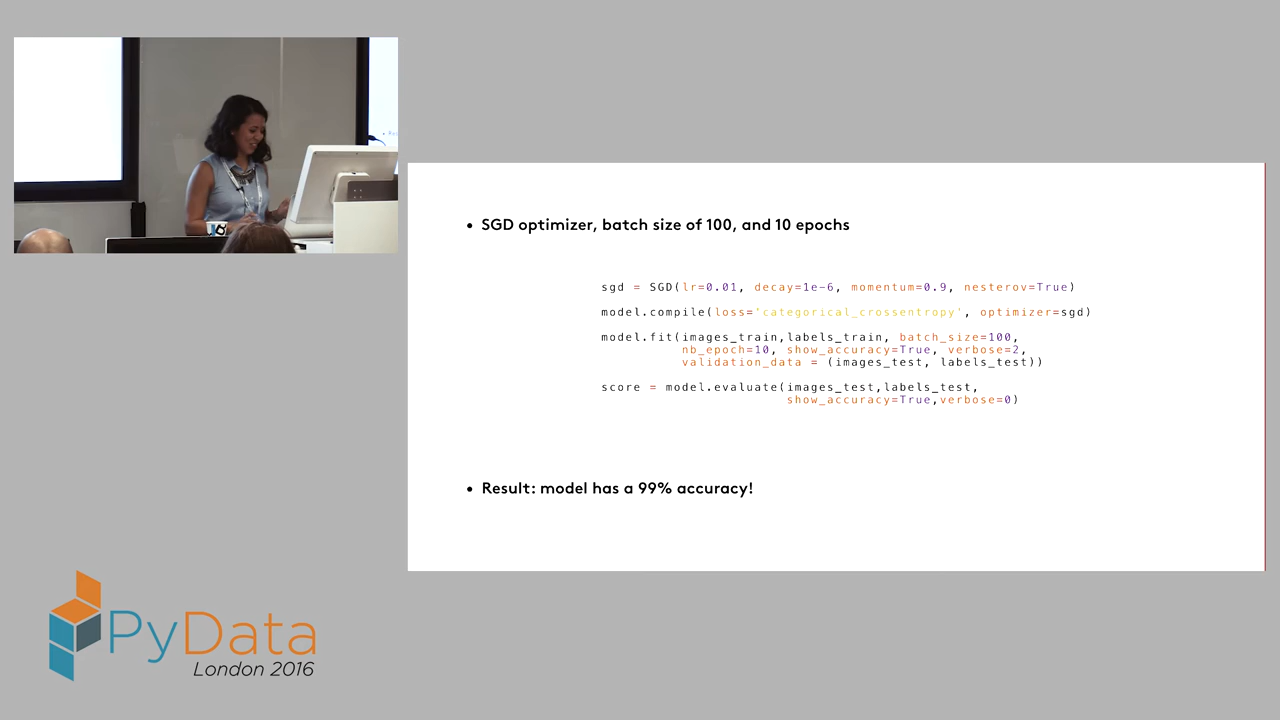 • SGD optimizer, batch size of 100, and 10 epochs
sgd = SGD(lr=0.01, decay=1e-6, momentum=0.9, nesterov=True)
model.compile(loss='categorical_crossentropy', optimizer=sgd)
model.fit(images_train,labels_train, batch_size=100,
nb_epoch=10, show_accuracy=True, verbose=2,
validation_data = (images_test, labels_test))
score = model.evaluate(images_test,labels_test,
show_accuracy=True,verbose=0)
• Result: model has a 99% accuracy!
PyData
London 2016